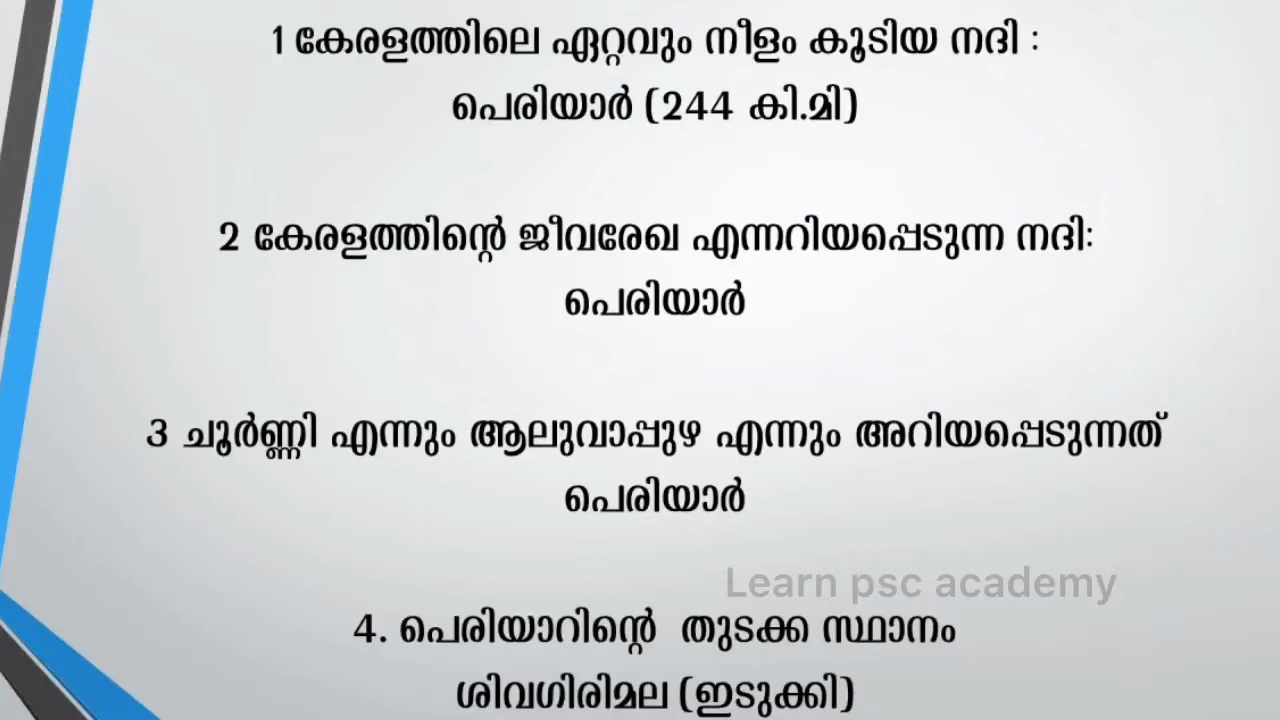 1 കേരളത്തിലെ ഏറ്റവും നീളം കൂടിയ നദി :
പെരിയാർ (244 കി.മി)
2 കേരളത്തിന്റെ ജീവരേഖ എന്നറിയപ്പെടുന്ന നദി:
പെരിയാർ
3 ചൂർണ്ണി എന്നും ആലുവാപ്പുഴ എന്നും അറിയപ്പെടുന്നത്
പെരിയാർ
Learn psc academy
4. പെരിയാറിന്റെ തുടക്ക സ്ഥാനം
ശിവഗിരിമല (ഇടുക്കി)